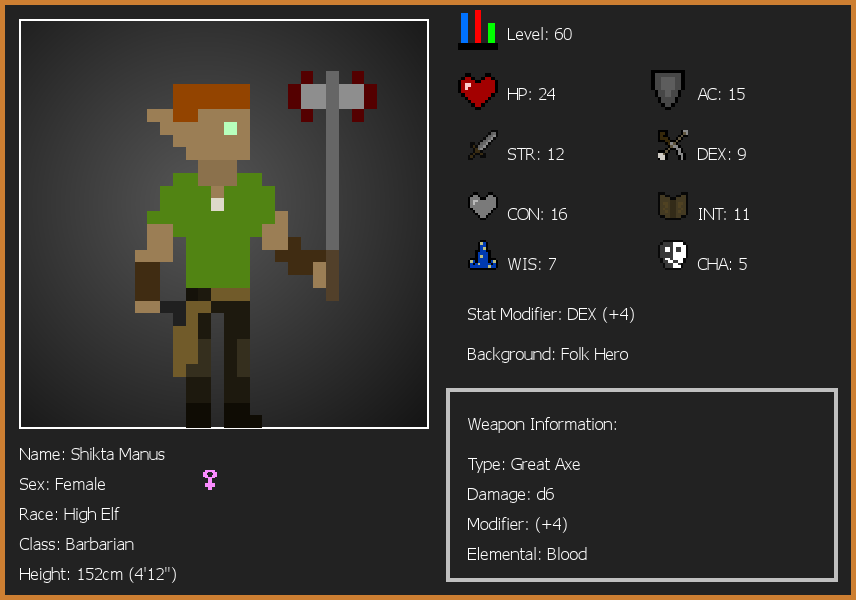 Level: 60
HP: 24
AC: 15
STR: 12
DEX: 9
CON: 16
INT: 11
WIS: 7
CHA: 5
Stat Modifier: DEX (+4)
Background: Folk Hero
Weapon Information:
Type: Great Axe
Damage: d6
Modifier: (+4)
Elemental: Blood
Name: Shikta Manus
Sex: Female
Race: High Elf
Class: Barbarian
Height: 152cm (4'12")